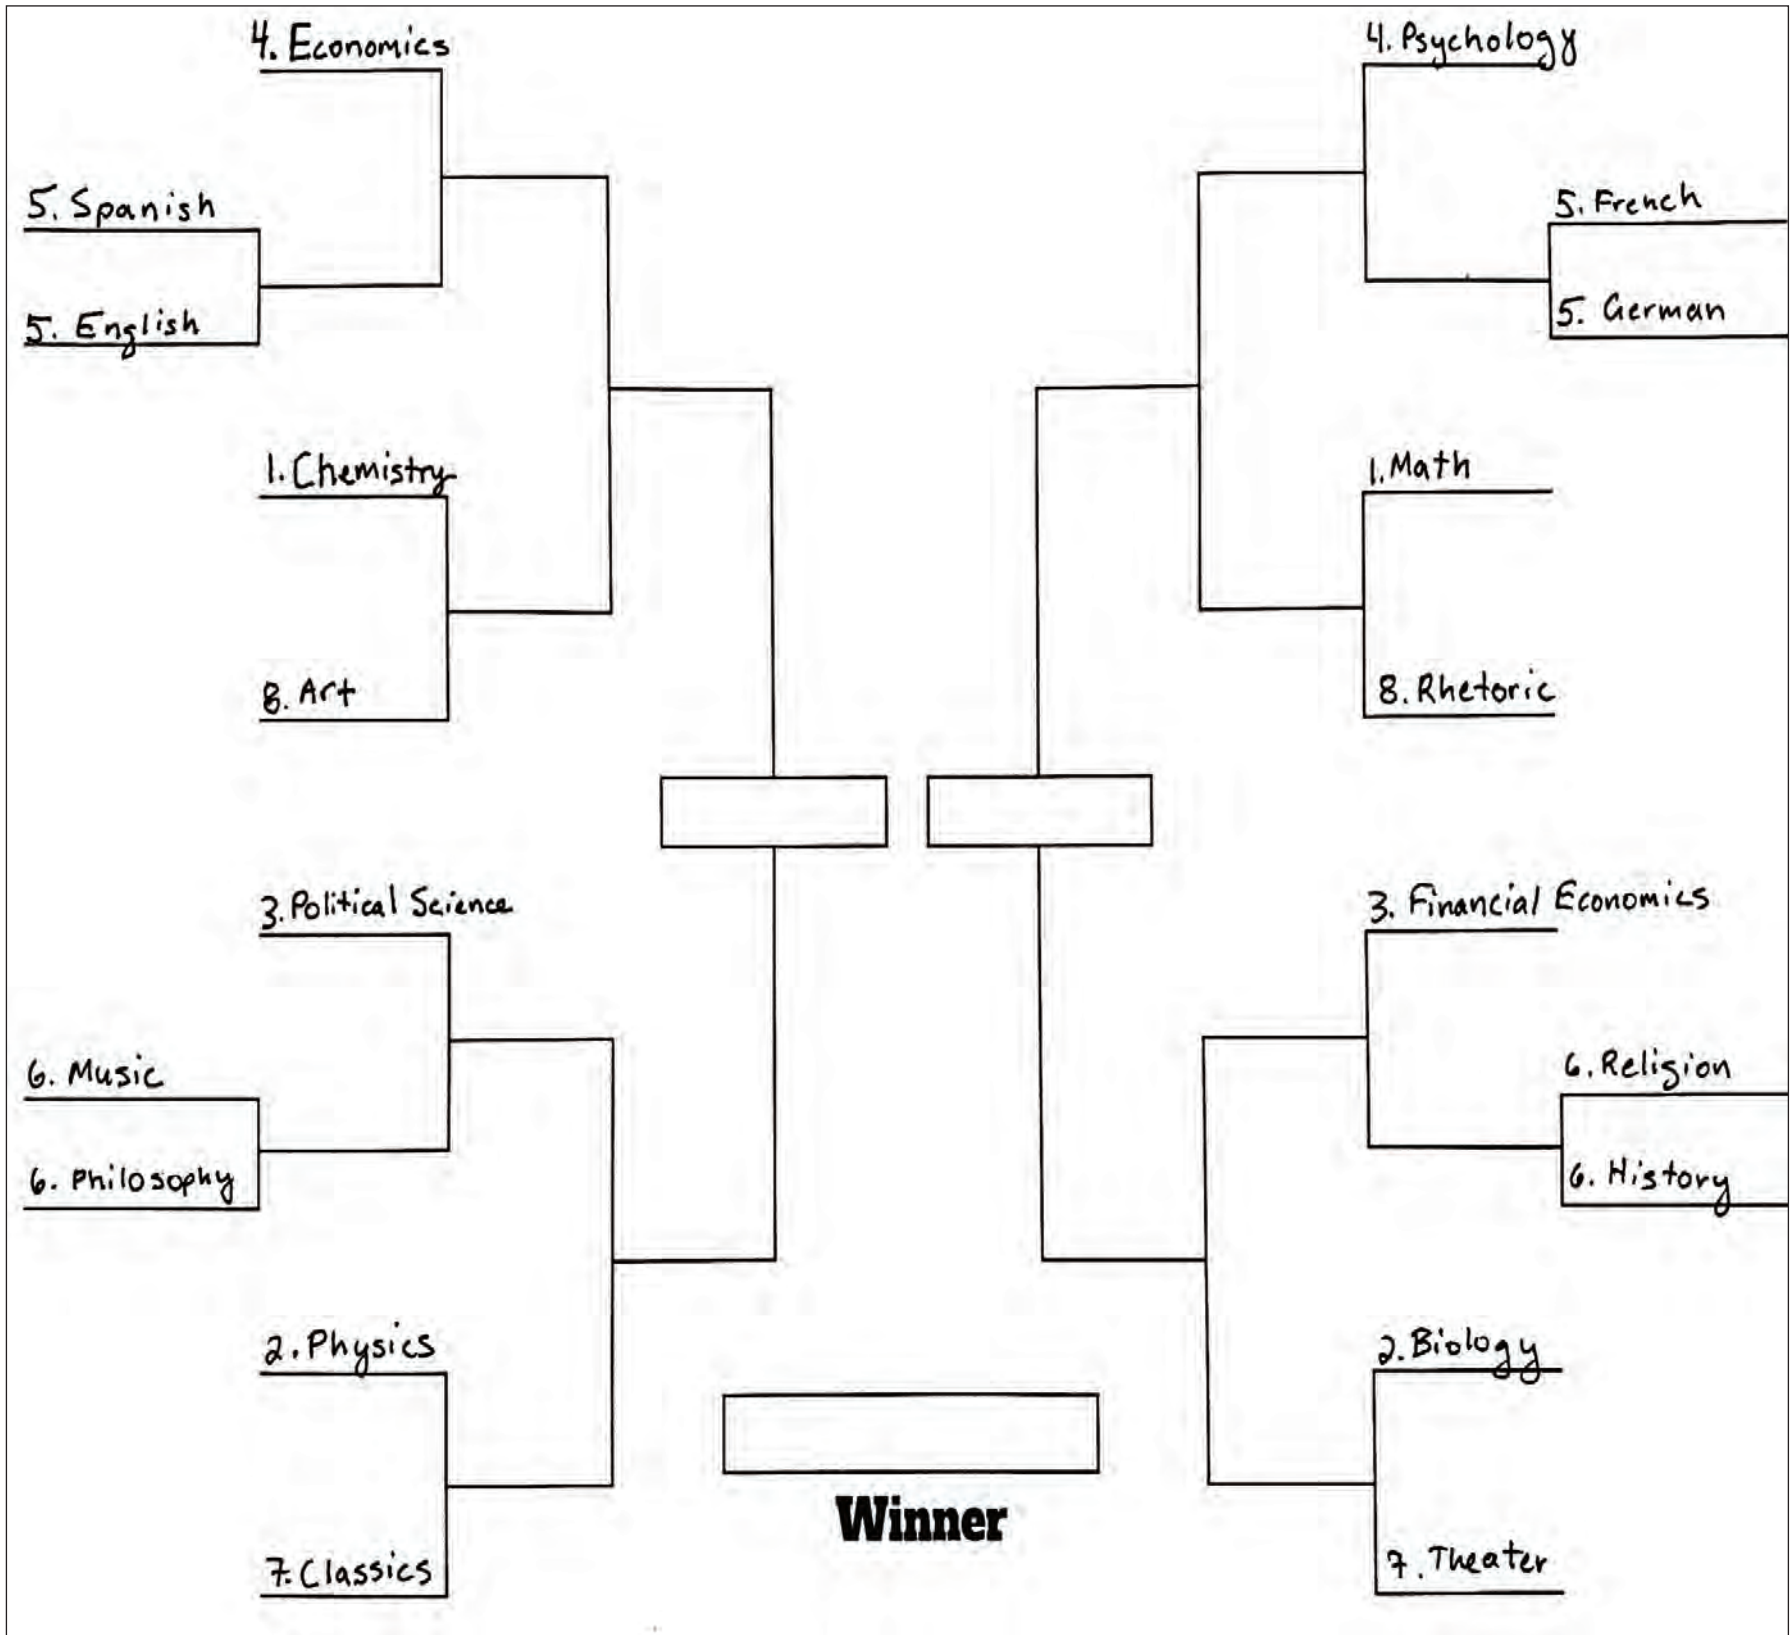 4. Economics
5. Spanish
5. English
1. Chemistry
8. Art
3. Political Science
6. Music
6. Philosophy
2. Physics
7. Classics
4. Psychology
5. French
5. German
1. Math
8. Rhetoric
3. Financial Economics
6. Religion
6. History
2. Biology
7. Theater
Winner